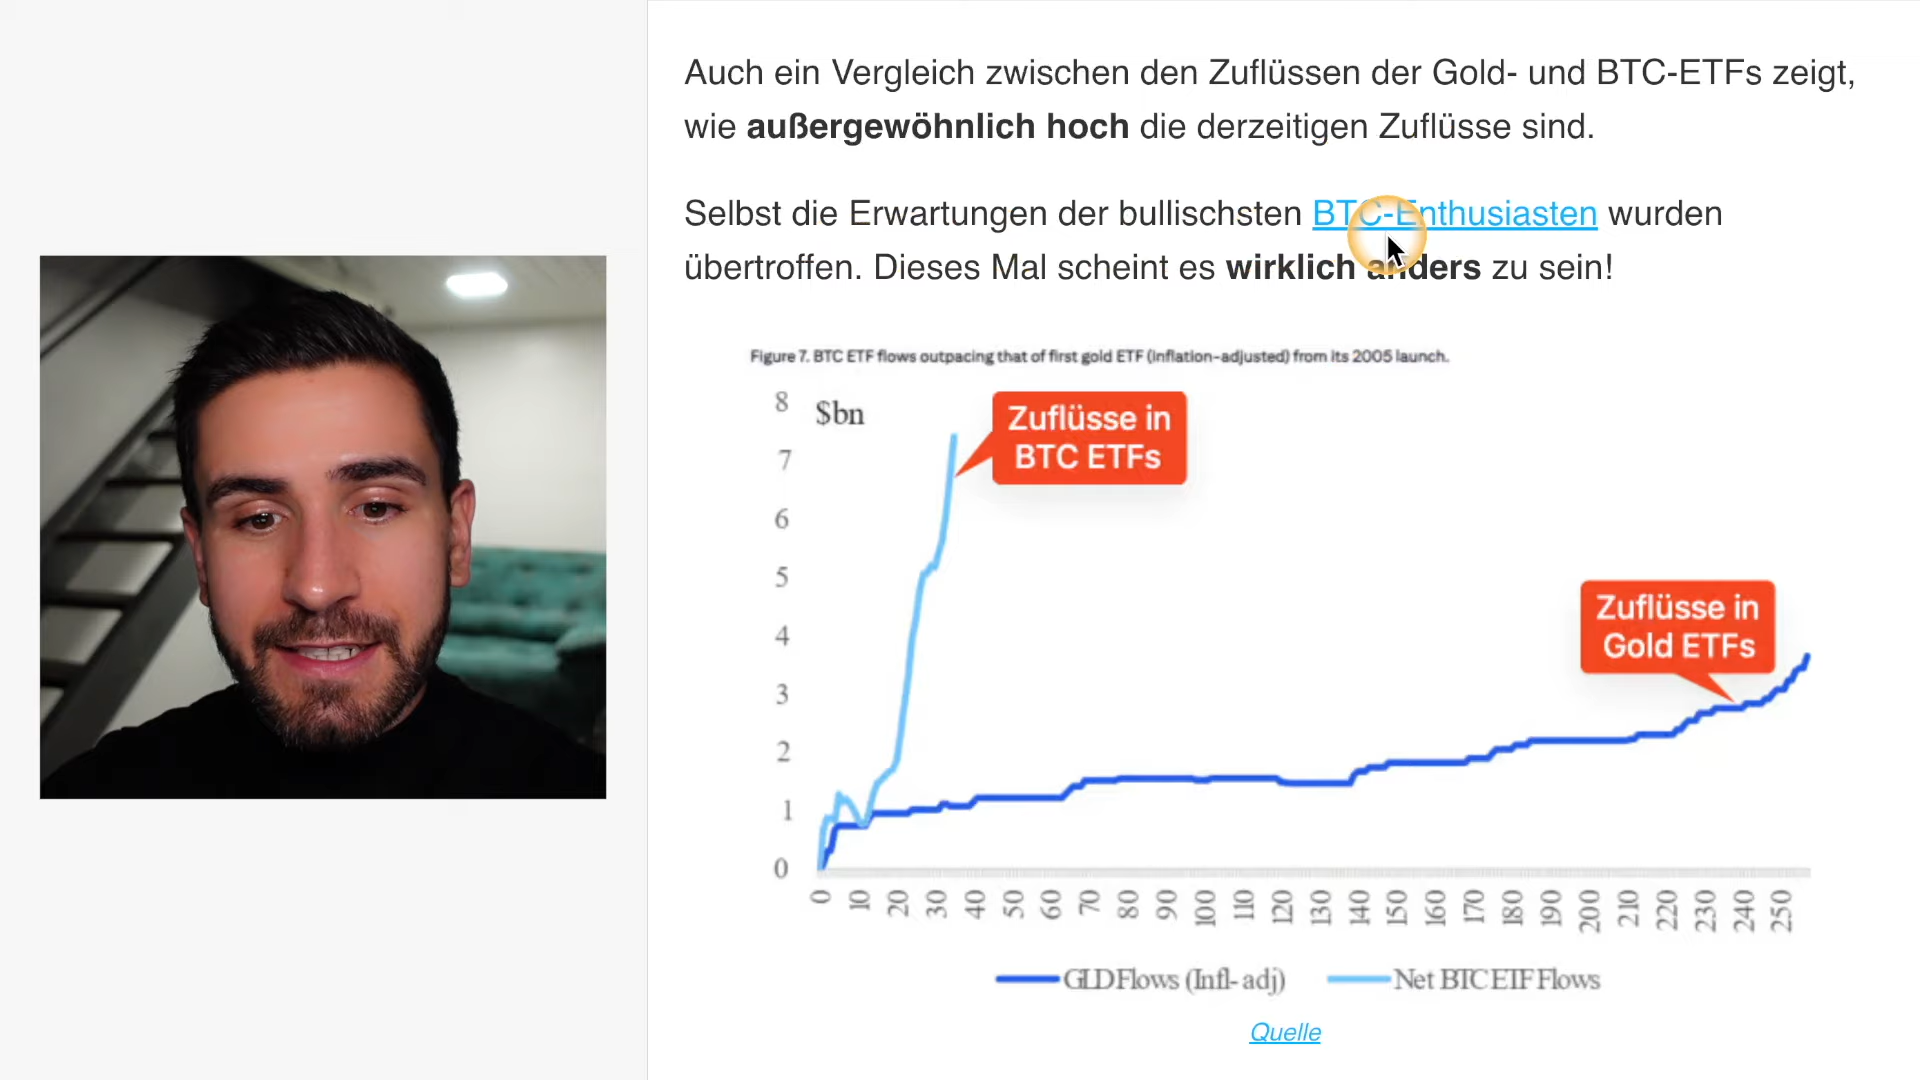 Auch ein Vergleich zwischen den Zuflüssen der Gold- und BTC-ETFs zeigt,
wie außergewöhnlich hoch die derzeitigen Zuflüsse sind.
Selbst die Erwartungen der bullischsten BTC-Enthusiasten wurden
übertroffen. Dieses Mal scheint es wirklich anders zu sein!
Figure 7. BTC ETF flows outpacing that of first gold ETF (inflation-adjusted) from its 2005 launch.
$bn
8
7
6
5
4
3
2
1
0
Zuflüsse in
BTC ETFs
Zuflüsse in
Gold ETFs
0 10 20 30 40 50 60 70 80 90 100 110 120 130 140 150 160 170 180 190 200 210 220 230 240 250
GLD Flows (Infl- adj) Net BTC ETF Flows
Quelle